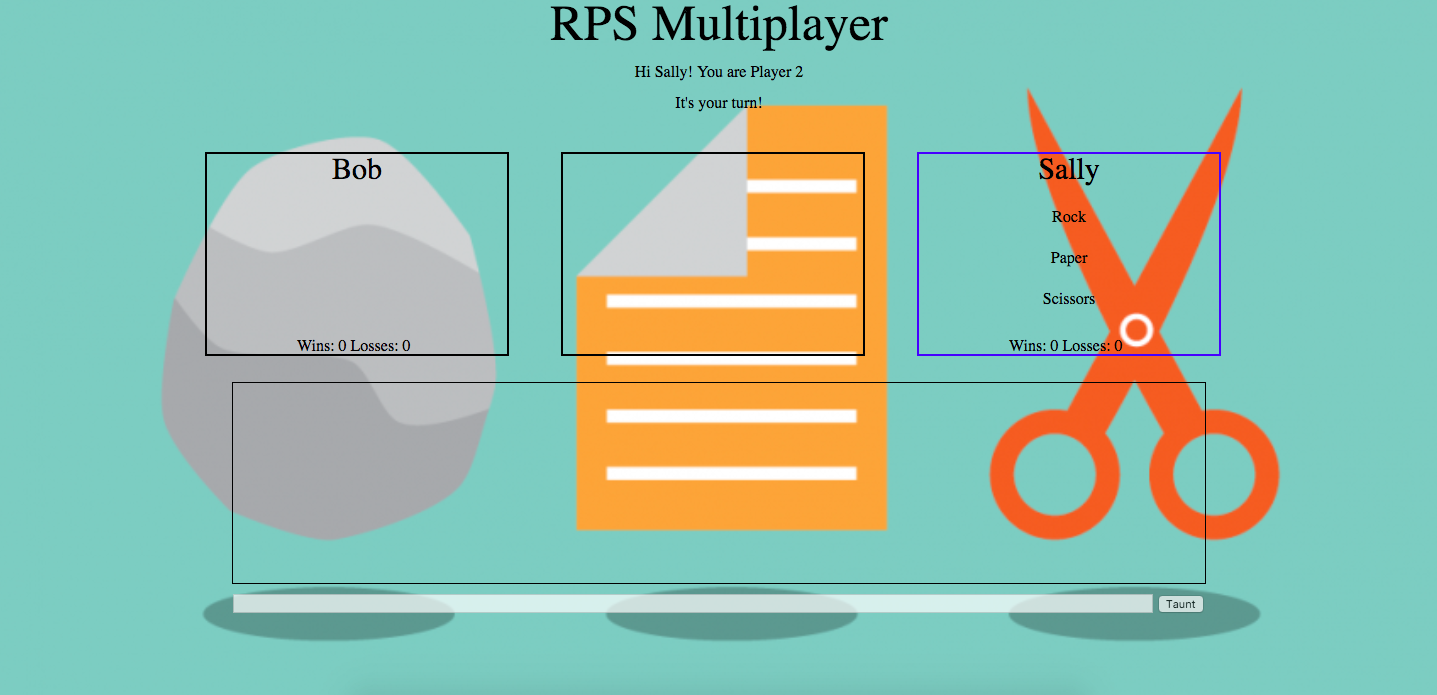 RPS Multiplayer
Hi Sally! You are Player 2
It's your turn!
Bob
Wins: 0 Losses: 0
Sally
Rock
Paper
Scissors
Wins: 0 Losses: 0
Taunt